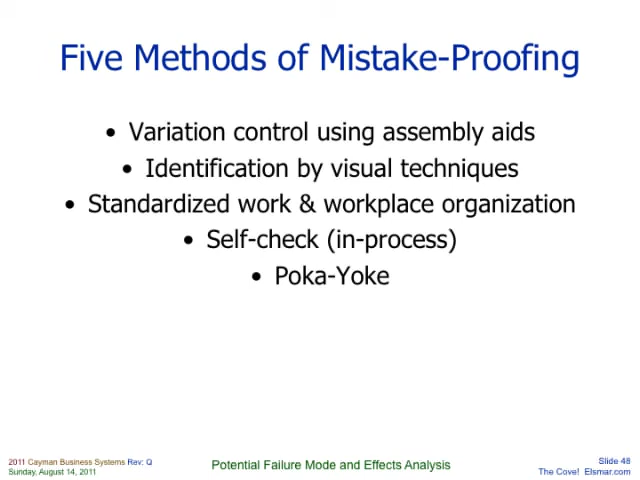 Five Methods of Mistake-Proofing
• Variation control using assembly aids
• Identification by visual techniques
• Standardized work & workplace organization
• Self-check (in-process)
• Poka-Yoke
2011 Cayman Business Systems Rev: Q
Sunday, August 14, 2011
Potential Failure Mode and Effects Analysis
Slide 48
The Cove! Elsmar.com